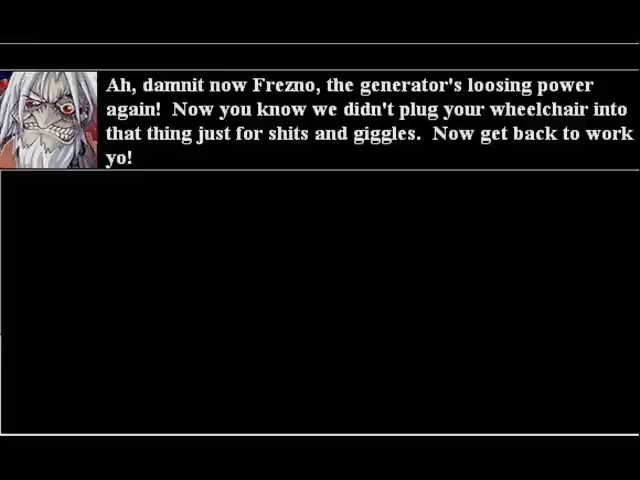 Ah, damnit now Frezno, the generator's loosing power
again!  Now you know we didn't plug your wheelchair into
that thing just for shits and giggles.  Now get back to work
yo!